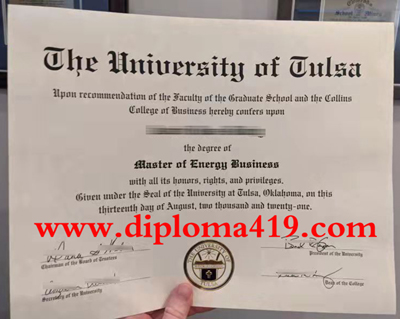 The University of Tulsa
Upon recommendation of the Faculty of the Graduate School and the Collins
College of Business hereby confers upon
the degree of
Master of Energy Business
with all its honors, rights, and privileges.
Given under the Seal of the University at Tulsa, Oklahoma, on this
thirteenth day of August, two thousand and twenty-one.
www.diploma419.com
Chairman of the Board of Trustees
President of the University
Secretary of the University
Dean of the College
THE UNIVERSITY OF
TULSA